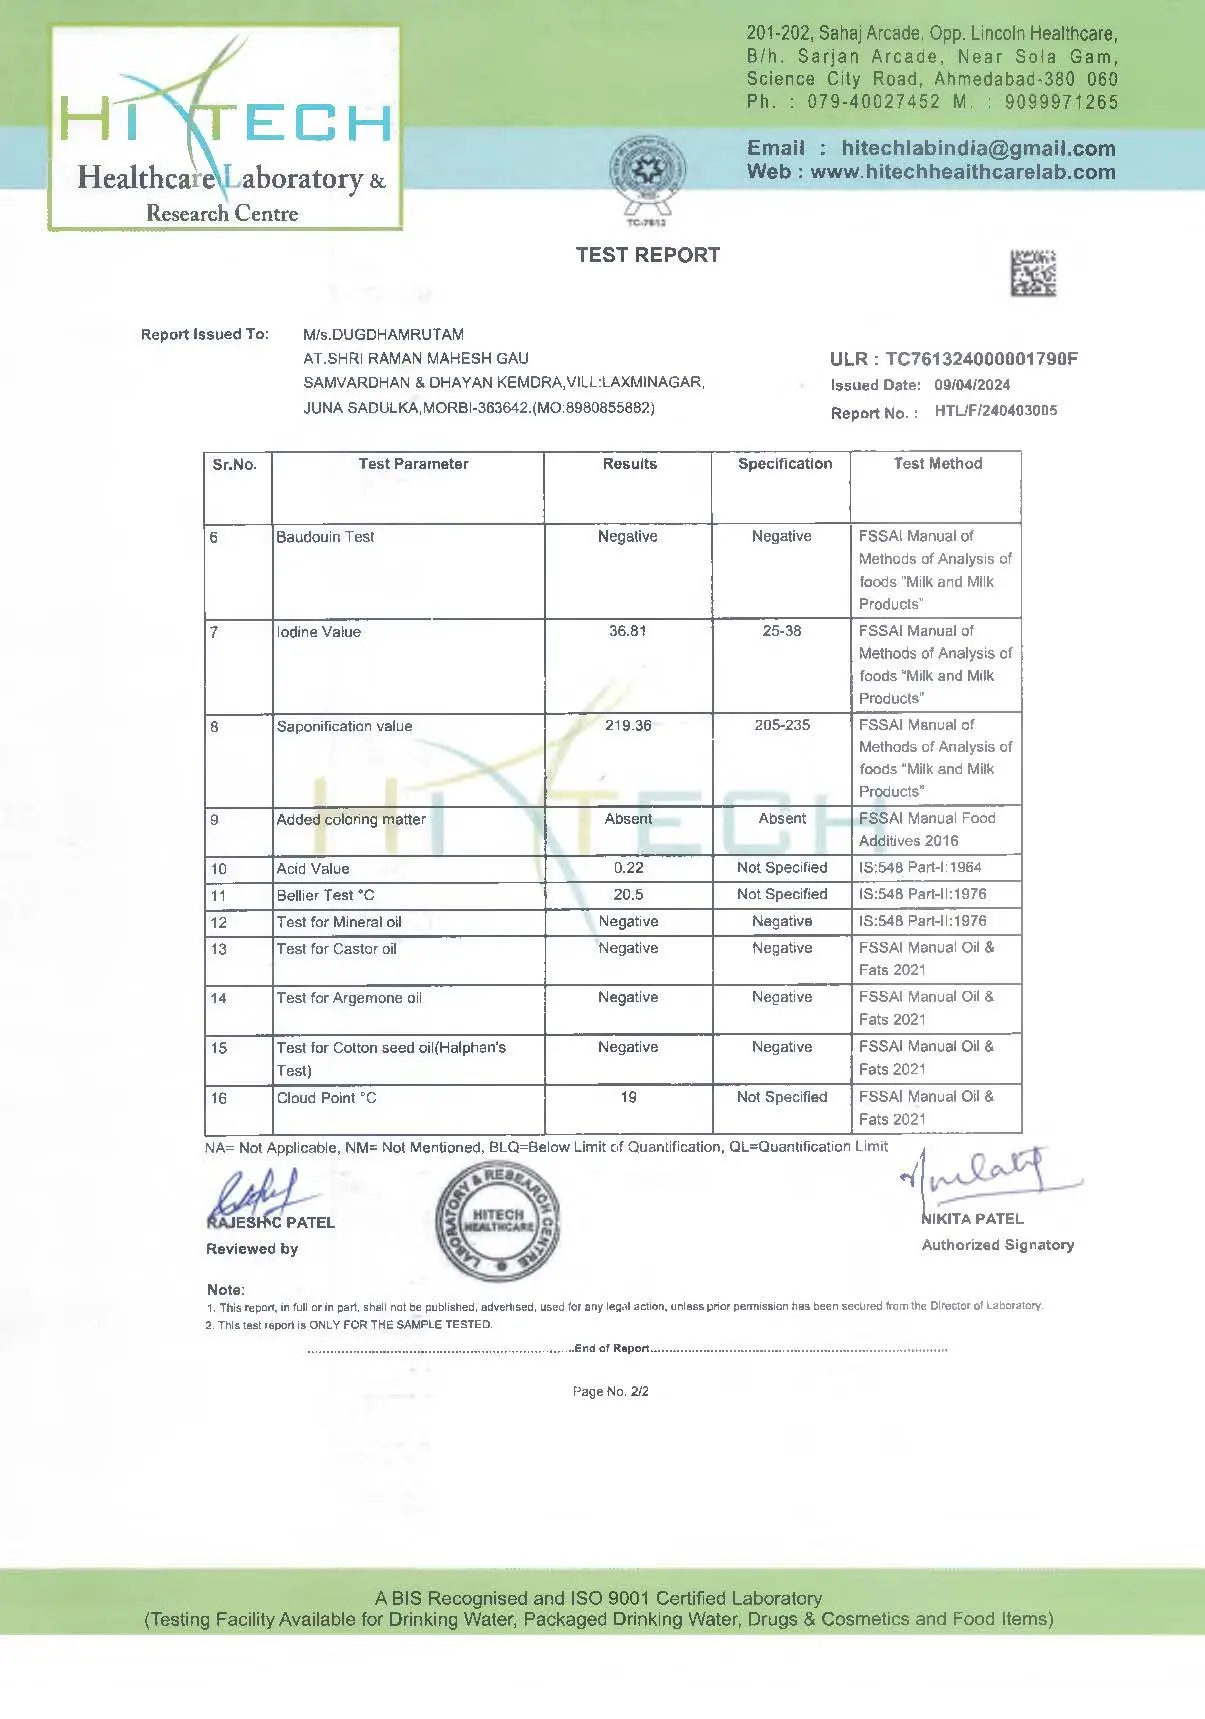 201-202, Sahaj Arcade, Opp. Lincoln Healthcare,
B/h. Sarjan Arcade, Near Sola Gam,
Science City Road, Ahmedabad-380 060
Ph. : 079-40027452 M. : 9099971265
Email : hitechlabindia@gmail.com
Web : www.hitechhealthcarelab.com
HITECH
Healthcare Laboratory &
Research Centre
TC-7613
TEST REPORT
Report Issued To: M/s.DUGDHAMRUTAM
AT.SHRI RAMAN MAHESH GAU
SAMVARDHAN & DHAYAN KEMDRA,VILL:LAXMINAGAR,
JUNA SADULKA,MORBI-363642.(MO:8980855882)
ULR : TC761324000001790F
Issued Date: 09/04/2024
Report No. : HTL/F/240403005
Sr.No. Test Parameter Results Specification Test Method
6 Baudouin Test Negative Negative FSSAI Manual of
Methods of Analysis of
foods "Milk and Milk
Products"
7 Iodine Value 36.81 25-38 FSSAI Manual of
Methods of Analysis of
foods "Milk and Milk
Products"
8 Saponification value 219.36 205-235 FSSAI Manual of
Methods of Analysis of
foods "Milk and Milk
Products"
9 Added coloring matter Absent Absent FSSAI Manual Food
Additives 2016
10 Acid Value 0.22 Not Specified IS:548 Part-I:1964
11 Bellier Test °C 20.5 Not Specified IS:548 Part-II:1976
12 Test for Mineral oil Negative Negative IS:548 Part-II:1976
13 Test for Castor oil Negative Negative FSSAI Manual Oil &
Fats 2021
14 Test for Argemone oil Negative Negative FSSAI Manual Oil &
Fats 2021
15 Test for Cotton seed oil(Halphan's Negative Negative FSSAI Manual Oil &
Test) Fats 2021
16 Cloud Point °C 19 Not Specified FSSAI Manual Oil &
Fats 2021
HITECH
NA= Not Applicable, NM= Not Mentioned, BLQ=Below Limit of Quantification, QL=Quantification Limit
RAJESH C PATEL
Reviewed by
LABORATORY & RESEARCH CENTRE
HITECH
HEALTHCARE
NIKITA PATEL
Authorized Signatory
Note:
1. This report, in full or in part, shall not be published, advertised, used for any legal action, unless prior permission has been secured from the Director of Laboratory.
2. This test report is ONLY FOR THE SAMPLE TESTED.
End of Report
Page No. 2/2
A BIS Recognised and ISO 9001 Certified Laboratory
(Testing Facility Available for Drinking Water, Packaged Drinking Water, Drugs & Cosmetics and Food Items)